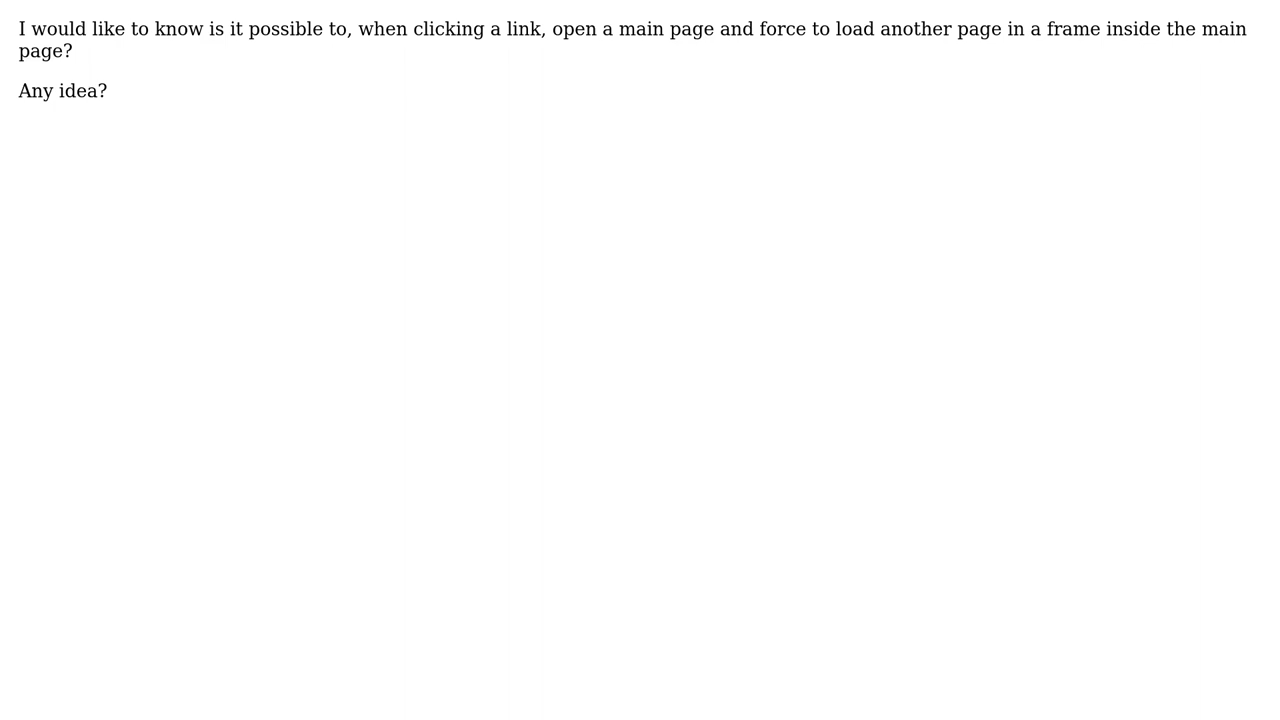 I would like to know is it possible to, when clicking a link, open a main page and force to load another page in a frame inside the main
page?
Any idea?